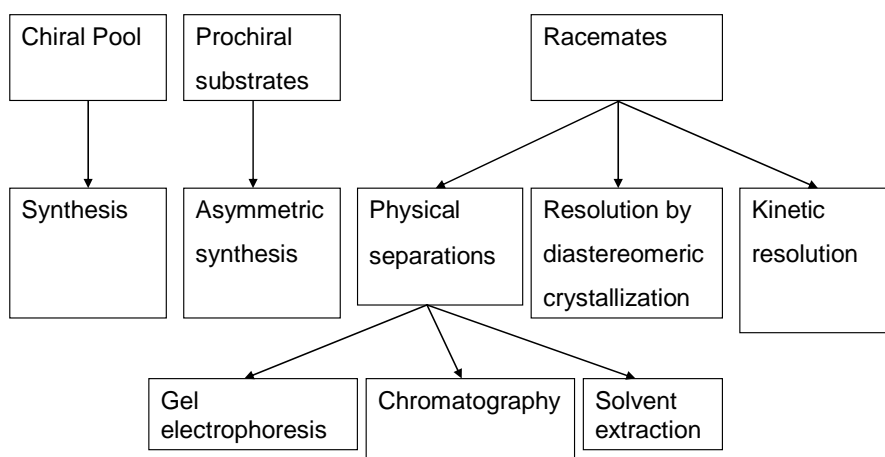 Chiral Pool
Prochiral
substrates
Racemates
Synthesis
Asymmetric
synthesis
Physical
separations
Resolution by
diastereomeric
crystallization
Kinetic
resolution
Gel
electrophoresis
Chromatography
Solvent
extraction